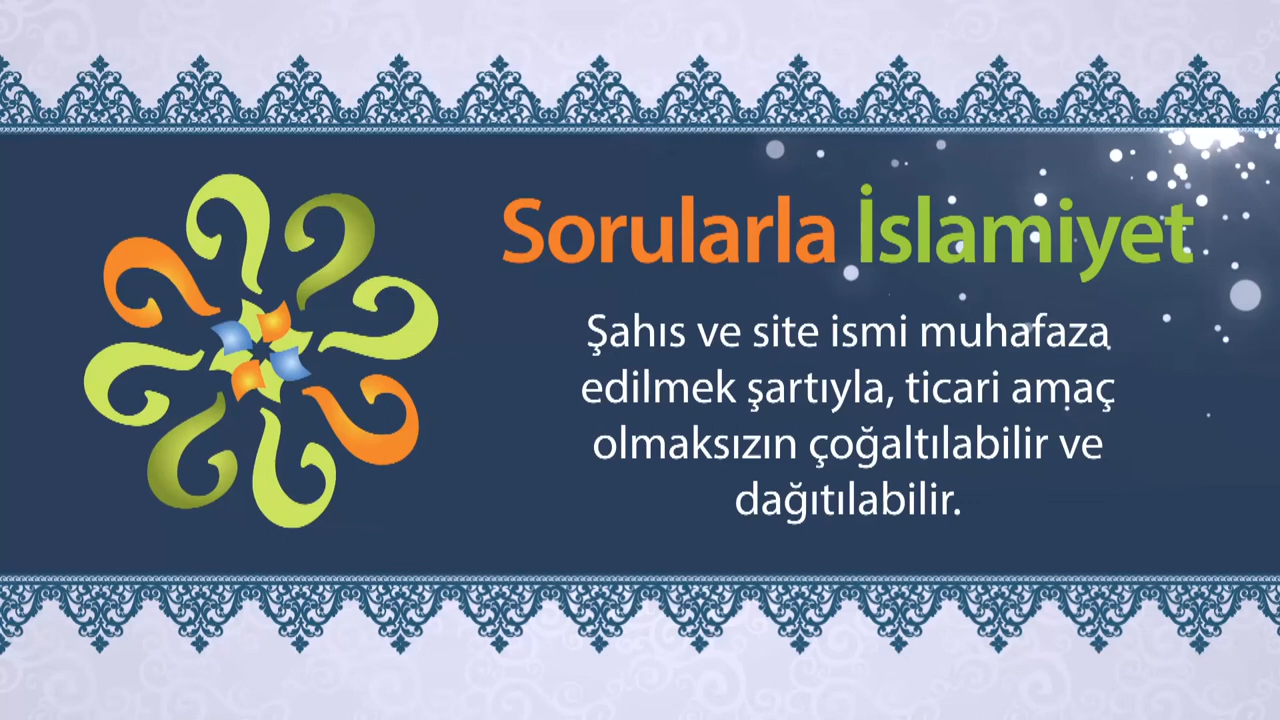 Sorularla İslamiyet
Şahıs ve site ismi muhafaza
edilmek şartıyla, ticari amaç
olmaksızın çoğaltılabilir ve
dağıtılabilir.